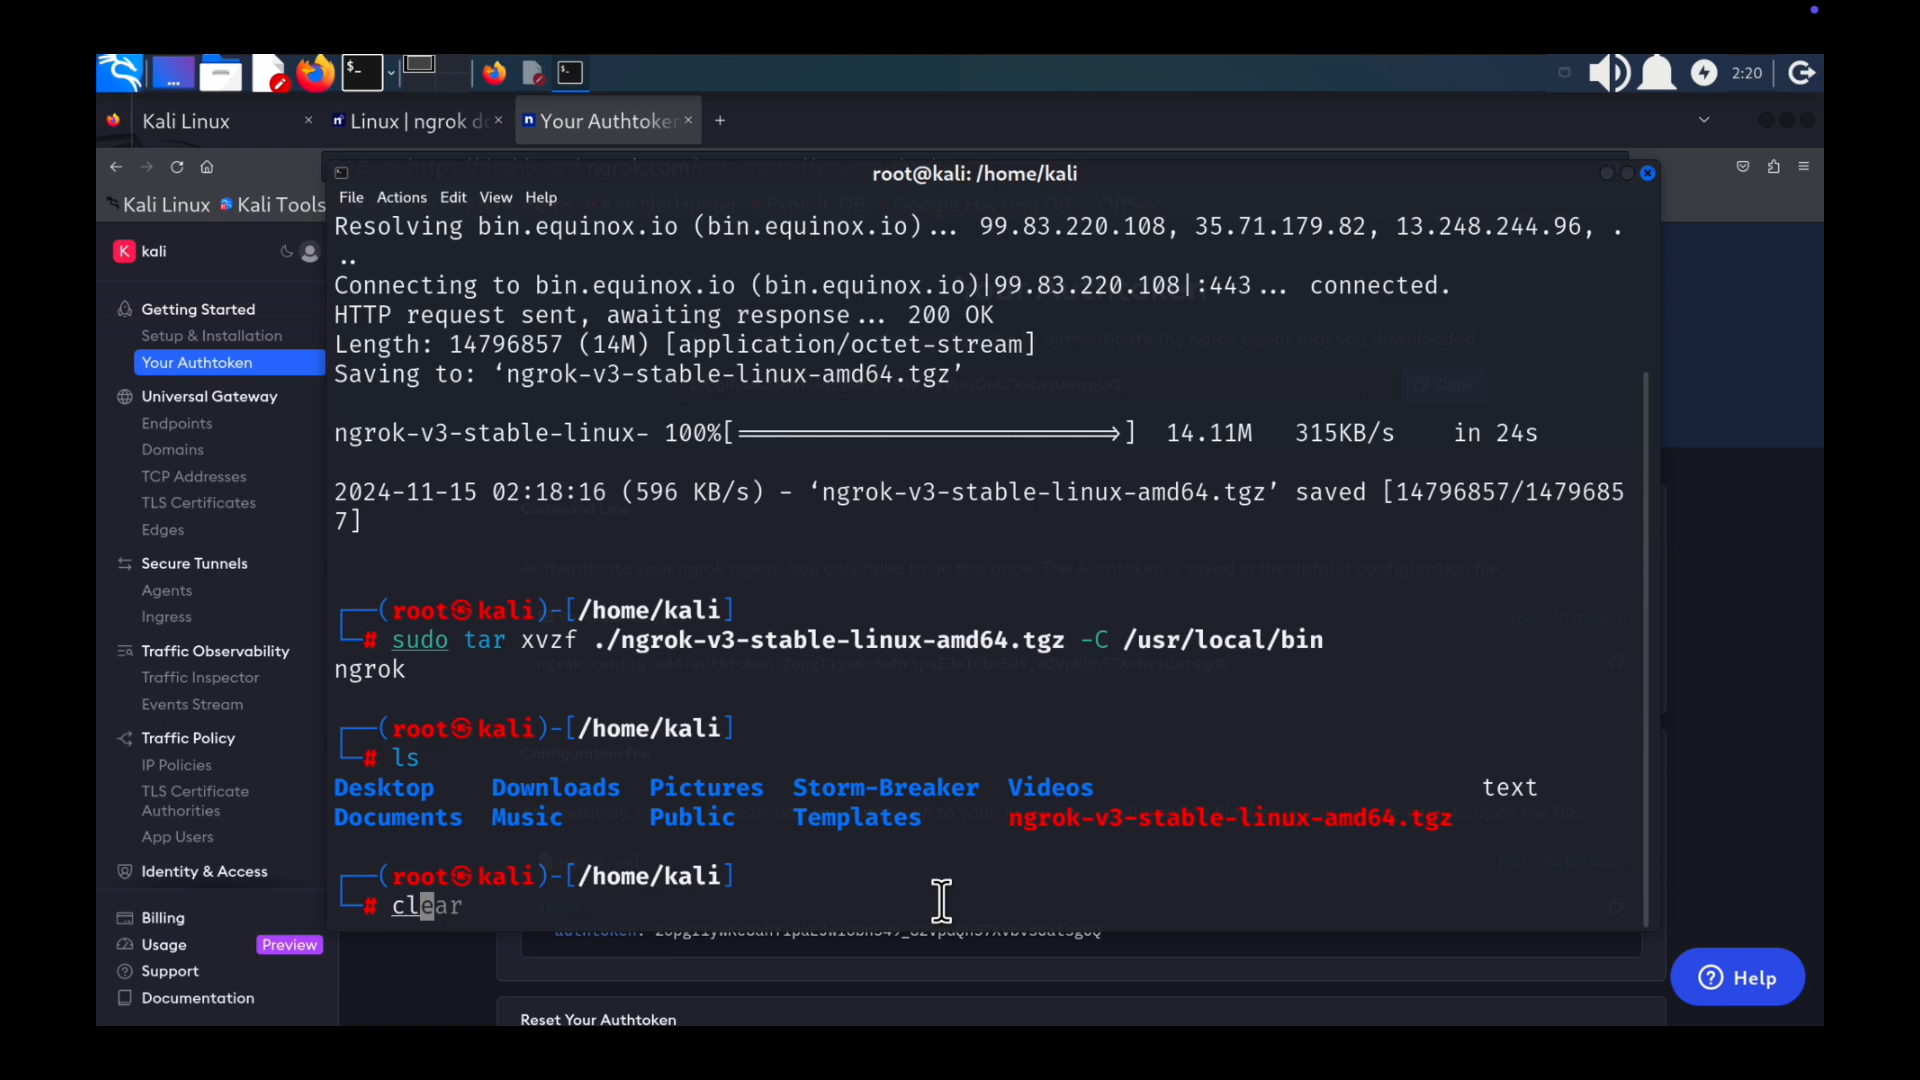 2:20
Kali Linux
Linux | ngrok do
Your Authtoken
root@kali: /home/kali
File Actions Edit View Help
Kali Linux Kali Tools
K kali
Getting Started
Setup & Installation
Your Authtoken
Universal Gateway
Endpoints
Domains
TCP Addresses
TLS Certificates
Edges
Secure Tunnels
Agents
Ingress
Traffic Observability
Traffic Inspector
Events Stream
Traffic Policy
IP Policies
TLS Certificate
Authorities
App Users
Identity & Access
Billing
Usage Preview
Support
Documentation
Resolving bin.equinox.io (bin.equinox.io)... 99.83.220.108, 35.71.179.82, 13.248.244.96, .
..
Connecting to bin.equinox.io (bin.equinox.io)|99.83.220.108|:443... connected.
HTTP request sent, awaiting response... 200 OK
Length: 14796857 (14M) [application/octet-stream]
Saving to: ‘ngrok-v3-stable-linux-amd64.tgz’
ngrok-v3-stable-linux- 100%[===================>] 14.11M 315KB/s in 24s
2024-11-15 02:18:16 (596 KB/s) - ‘ngrok-v3-stable-linux-amd64.tgz’ saved [14796857/1479685
7]
┌──(root㉿kali)-[/home/kali]
└─# sudo tar xvzf ./ngrok-v3-stable-linux-amd64.tgz -C /usr/local/bin
ngrok
┌──(root㉿kali)-[/home/kali]
└─# ls
Desktop Downloads Pictures Storm-Breaker Videos text
Documents Music Public Templates ngrok-v3-stable-linux-amd64.tgz
┌──(root㉿kali)-[/home/kali]
└─# clear
authtoken:
Reset Your Authtoken
Help